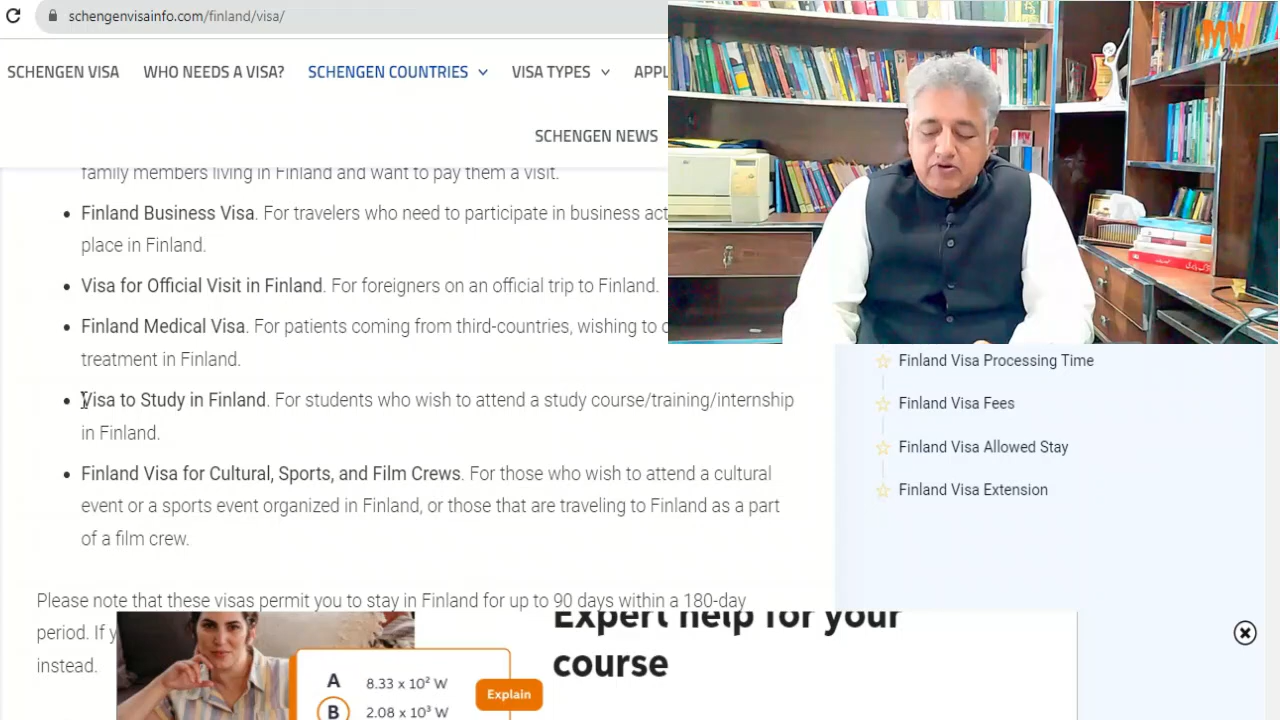 schengenvisainfo.com/finland/visa/
SCHENGEN VISA WHO NEEDS A VISA? SCHENGEN COUNTRIES VISA TYPES APPL
SCHENGEN NEWS
family members living in Finland and want to pay them a visit.
Finland Business Visa. For travelers who need to participate in business act
place in Finland.
Visa for Official Visit in Finland. For foreigners on an official trip to Finland.
Finland Medical Visa. For patients coming from third-countries, wishing to
treatment in Finland.
Visa to Study in Finland. For students who wish to attend a study course/training/internship
in Finland.
Finland Visa for Cultural, Sports, and Film Crews. For those who wish to attend a cultural
event or a sports event organized in Finland, or those that are traveling to Finland as a part
of a film crew.
Please note that these visas permit you to stay in Finland for up to 90 days within a 180-day
period. If y
instead.
MW
Finland Visa Processing Time
Finland Visa Fees
Finland Visa Allowed Stay
Finland Visa Extension
Expert help for your
course
A 8.33 x 10² W
B 2.08 x 10³ W
Explain